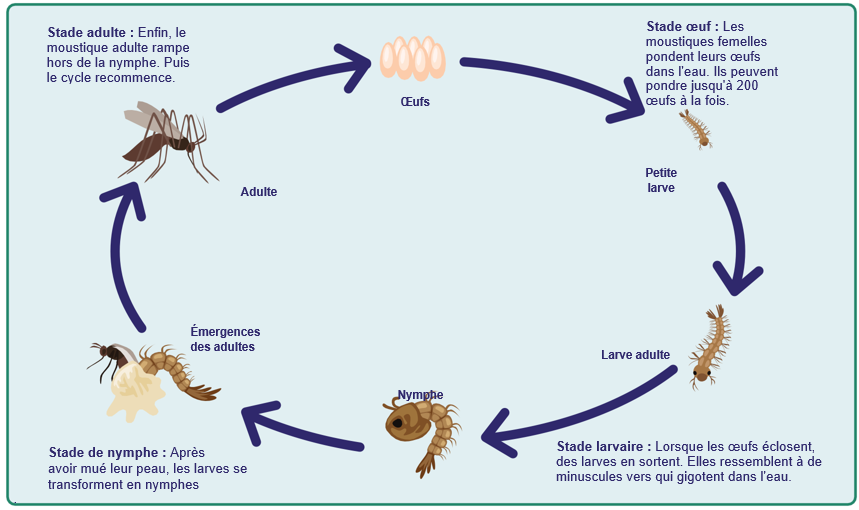 Stade adulte : Enfin, le
moustique adulte rampe
hors de la nymphe. Puis
le cycle recommence.
Œufs
Stade œuf : Les
moustiques femelles
pondent leurs œufs
dans l'eau. Ils peuvent
pondre jusqu'à 200
œufs à la fois.
Adulte
Petite
larve
Émergences
des adultes
Larve adulte
Nymphe
Stade de nymphe : Après
avoir mué leur peau, les larves se
transforment en nymphes
Stade larvaire : Lorsque les œufs éclosent,
des larves en sortent. Elles ressemblent à de
minuscules vers qui gigotent dans l'eau.